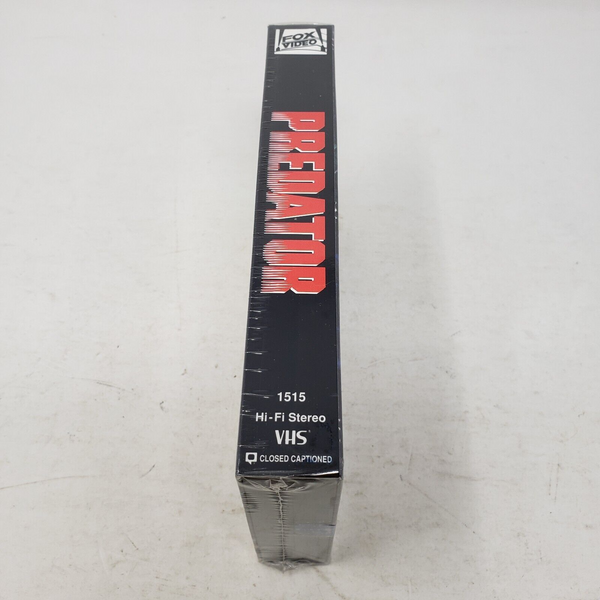 FOX
VIDEO
PREDATOR
1515
Hi-Fi Stereo
VHS
CLOSED CAPTIONED